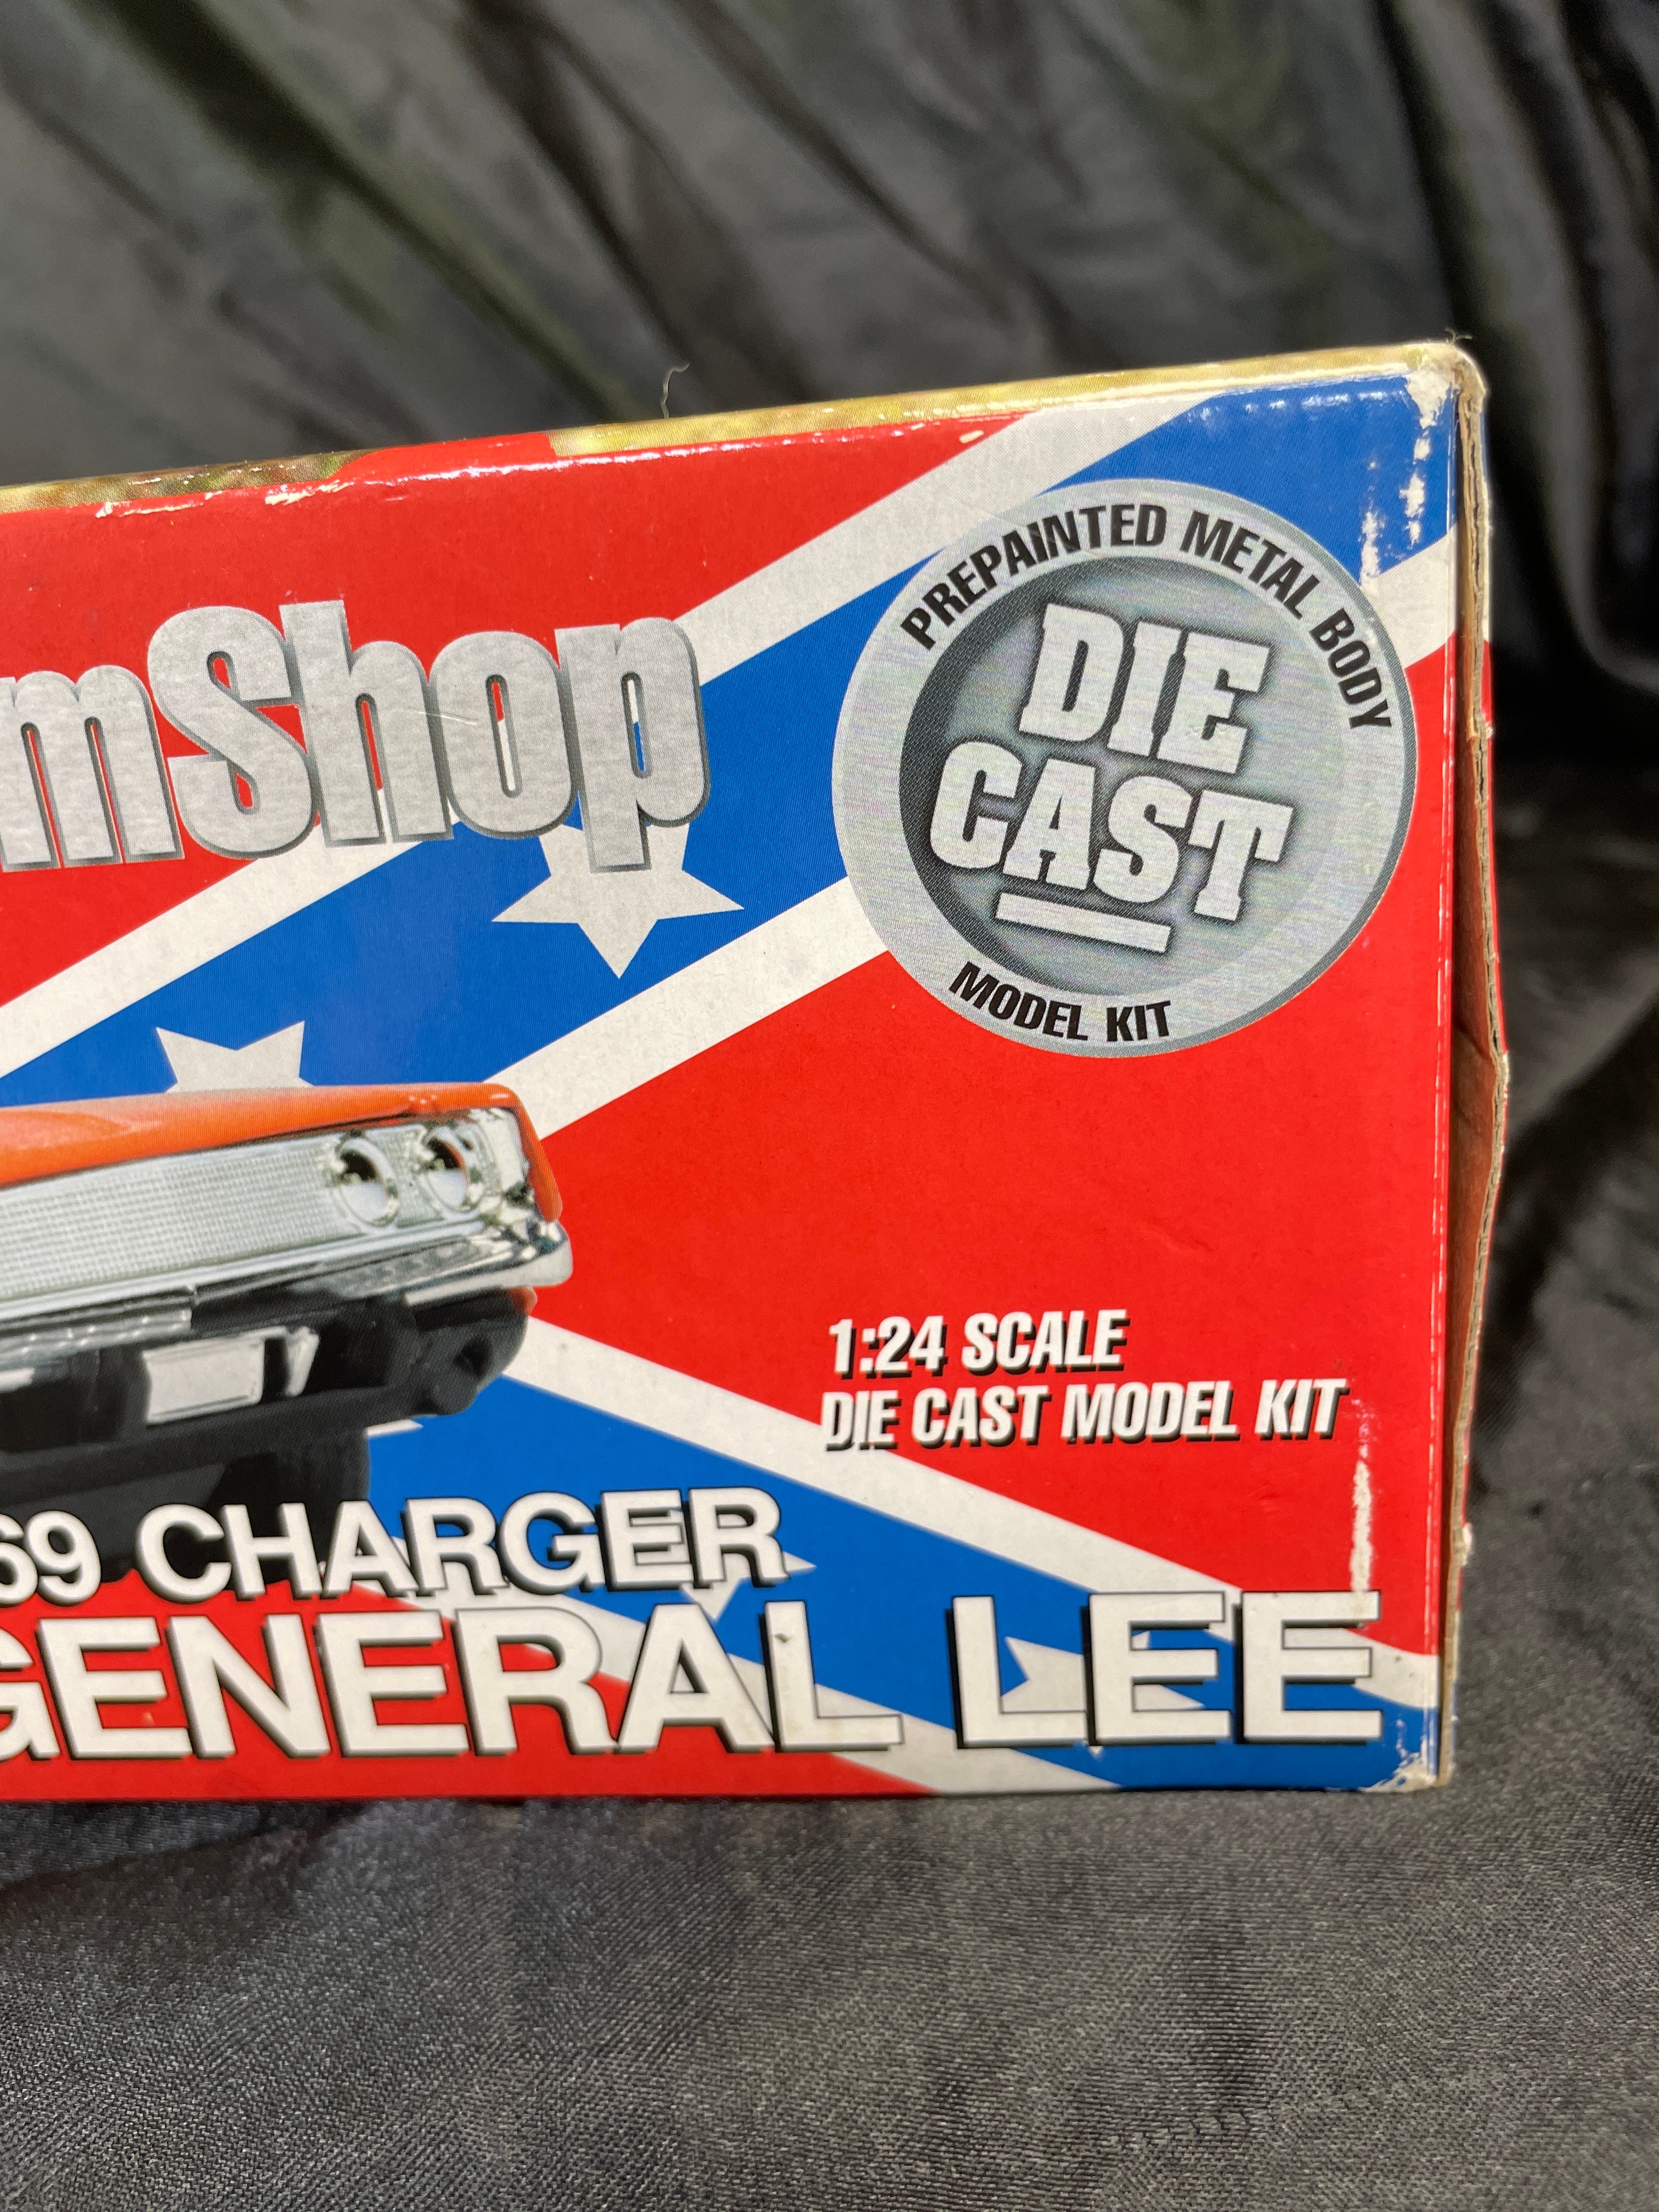 mShop
PREPAINTED METAL BODY
DIE
CAST
MODEL KIT
1:24 SCALE
DIE CAST MODEL KIT
69 CHARGER
GENERAL LEE